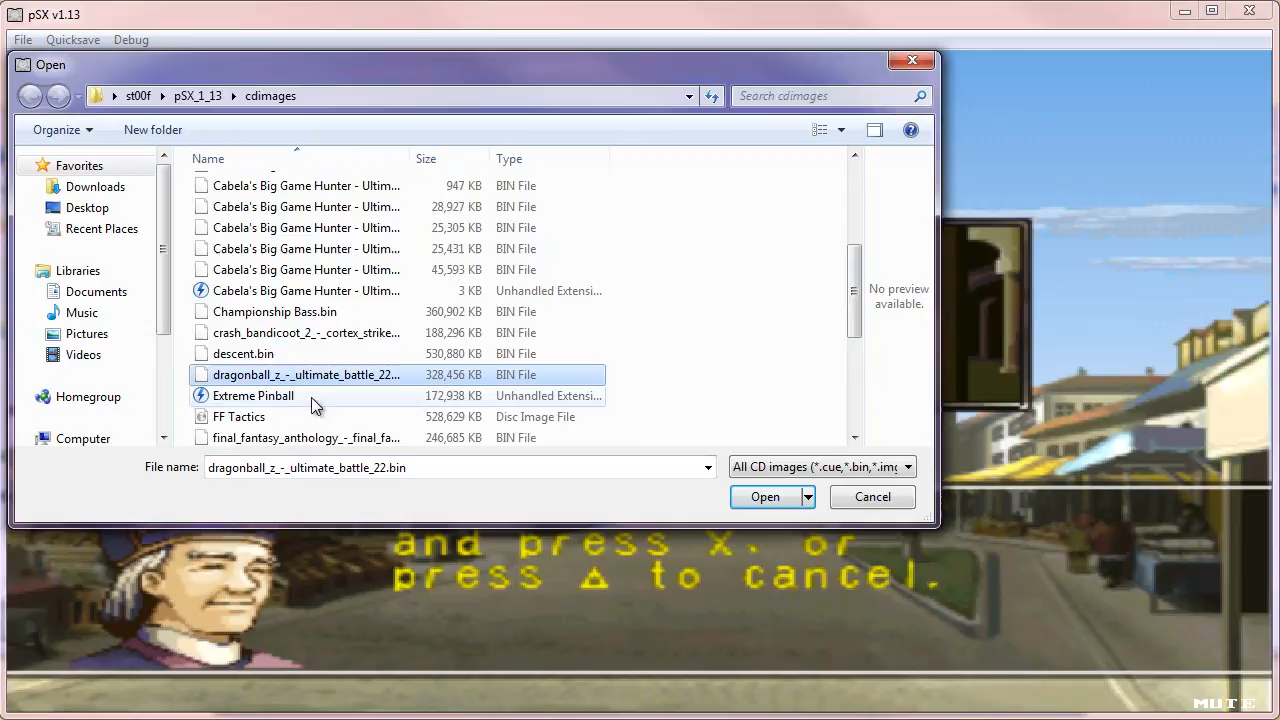 pSX v1.13
File Quicksave Debug
Open
st00f pSX_1_13 cdimages Search cdimages
Organize New folder
Favorites
Downloads
Desktop
Recent Places
Libraries
Documents
Music
Pictures
Videos
Homegroup
Computer
Name Size Type
Cabela's Big Game Hunter - Ultim... 947 KB BIN File
Cabela's Big Game Hunter - Ultim... 28,927 KB BIN File
Cabela's Big Game Hunter - Ultim... 25,305 KB BIN File
Cabela's Big Game Hunter - Ultim... 25,431 KB BIN File
Cabela's Big Game Hunter - Ultim... 45,593 KB BIN File
Cabela's Big Game Hunter - Ultim... 3 KB Unhandled Extensi...
Championship Bass.bin 360,902 KB BIN File
crash_bandicoot_2_-_cortex_strike... 188,296 KB BIN File
descent.bin 530,880 KB BIN File
dragonball_z_-_ultimate_battle_22... 328,456 KB BIN File
Extreme Pinball 172,938 KB Unhandled Extensi...
FF Tactics 528,629 KB Disc Image File
final_fantasy_anthology_-_final_fa... 246,685 KB BIN File
No preview
available.
File name: dragonball_z_-_ultimate_battle_22.bin All CD images (*.cue,*.bin,*.img
Open Cancel
and press X. or
press △ to cancel.
MUTE